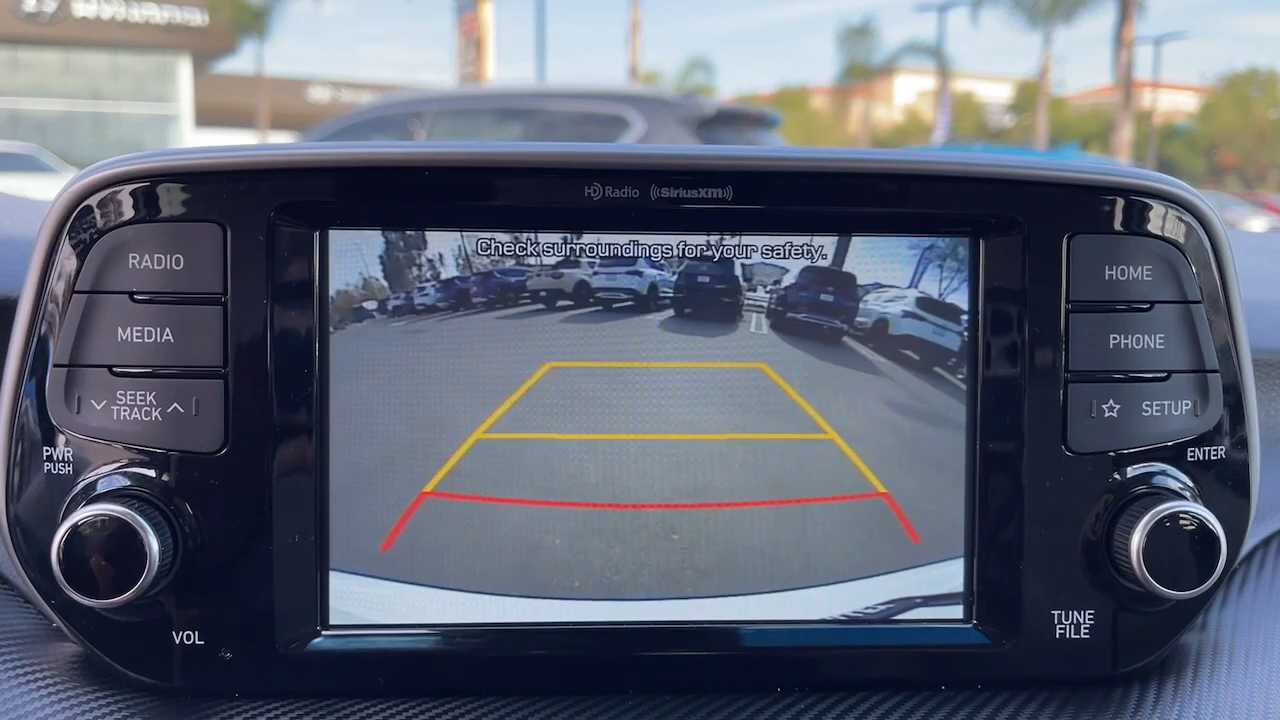 HD Radio ((SiriusXM))
Check surroundings for your safety.
RADIO
MEDIA
SEEK
TRACK
PWR
PUSH
VOL
HOME
PHONE
SETUP
ENTER
TUNE
FILE